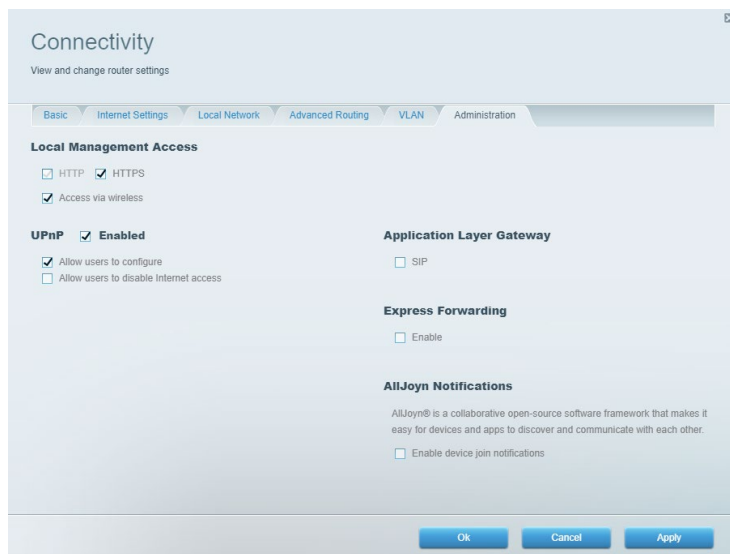 Connectivity
View and change router settings
Basic
Internet Settings
Local Network
Advanced Routing
VLAN
Administration
Local Management Access
HTTP
HTTPS
Access via wireless
UPnP
Enabled
Allow users to configure
Allow users to disable Internet access
Application Layer Gateway
SIP
Express Forwarding
Enable
AllJoyn Notifications
AllJoyn® is a collaborative open-source software framework that makes it
easy for devices and apps to discover and communicate with each other.
Enable device join notifications
Ok
Cancel
Apply